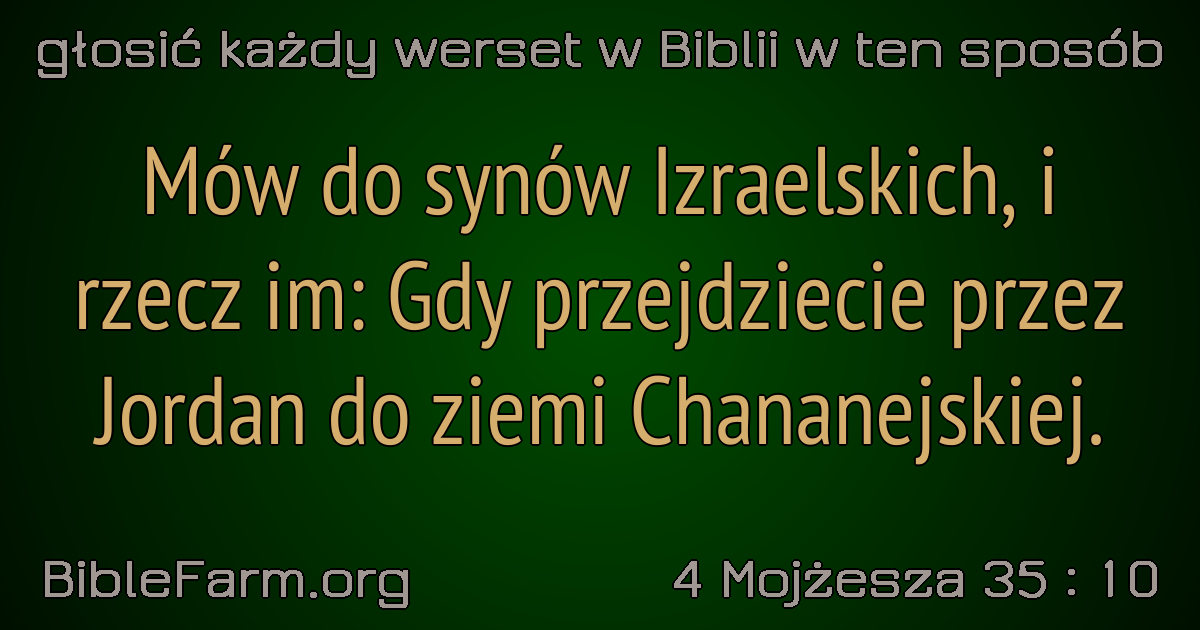 głosić każdy werset w Biblii w ten sposób
Mów do synów Izraelskich, i
rzecz im: Gdy przejdziecie przez
Jordan do ziemi Chananejskiej.
BibleFarm.org
4 Mojżesza 35 : 10